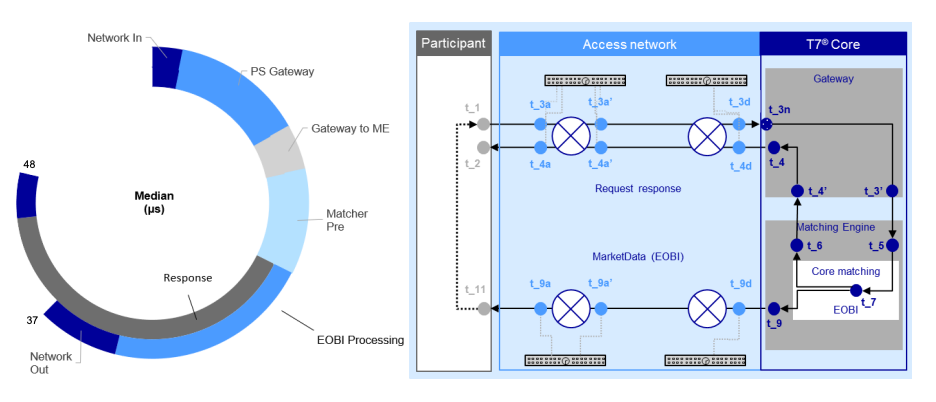 Network In
PS Gateway
Gateway to ME
48
Median
(μs)
Matcher
Pre
Response
37
EOBI Processing
Network
Out
Participant
Access network
T7® Core
Gateway
t_1
t_3a
t_3a’
t_3d
t_3n
t_2
t_4a
t_4a’
t_4d
t_4
Request response
t_4’
t_3’
Matching Engine
t_6
t_5
MarketData (EOBI)
Core matching
t_11
t_9a
t_9a’
t_9d
t_7
EOBI
t_9